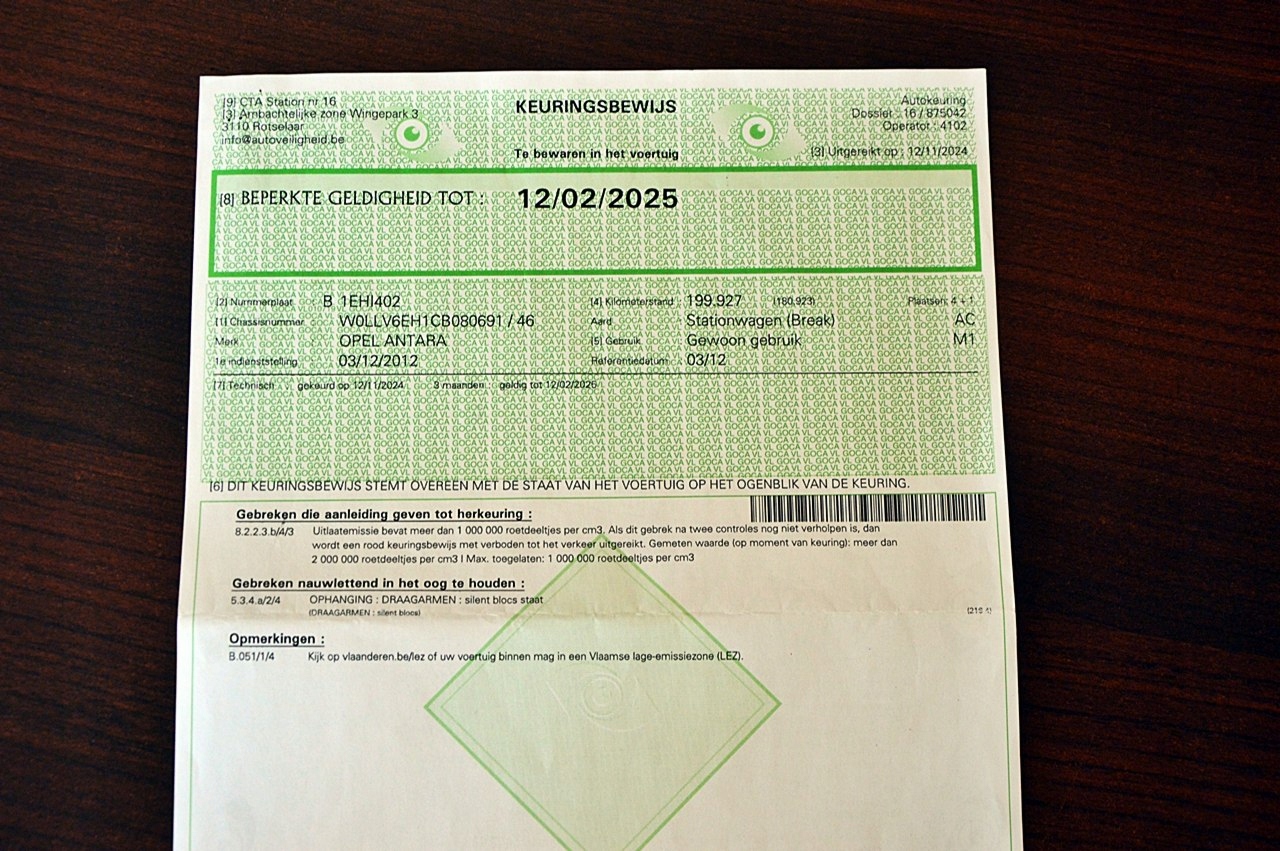 [9] CTA Station nr 16
[3] Ambachtelijke zone Wingepark 3
3110 Rotselaar
info@autoveiligheid.be
KEURINGSBEWIJS
Te bewaren in het voertuig
Autokeuring
Dossier : 16 / 875042
Operator : 4102
[3] Uitgereikt op : 12/11/2024
[8] BEPERKTE GELDIGHEID TOT : 12/02/2025
[2] Nummerplaat : B 1EHI402 [4] Kilometerstand : 199.927 (180.923) Plaatsen: 4 + 1
[1] Chassisnummer : W0LLV6EH1CB080691 / 46 Aard : Stationwagen (Break) AC
Merk : OPEL ANTARA [5] Gebruik : Gewoon gebruik M1
1e indienststelling : 03/12/2012 Referentiedatum : 03/12
[7] Technisch : gekeurd op 12/11/2024 3 maanden : geldig tot 12/02/2025
[6] DIT KEURINGSBEWIJS STEMT OVEREEN MET DE STAAT VAN HET VOERTUIG OP HET OGENBLIK VAN DE KEURING.
Gebreken die aanleiding geven tot herkeuring :
8.2.2.3.b/4/3 Uitlaatemissie bevat meer dan 1 000 000 roetdeeltjes per cm3. Als dit gebrek na twee controles nog niet verholpen is, dan
wordt een rood keuringsbewijs met verboden tot het verkeer uitgereikt. Gemeten waarde (op moment van keuring): meer dan
2 000 000 roetdeeltjes per cm3 I Max. toegelaten: 1 000 000 roetdeeltjes per cm3
Gebreken nauwlettend in het oog te houden :
5.3.4.a/2/4 OPHANGING : DRAAGARMEN : silent blocs staat
(DRAAGARMEN : silent blocs)
Opmerkingen :
B.051/1/4 Kijk op vlaanderen.be/lez of uw voertuig binnen mag in een Vlaamse lage-emissiezone (LEZ).